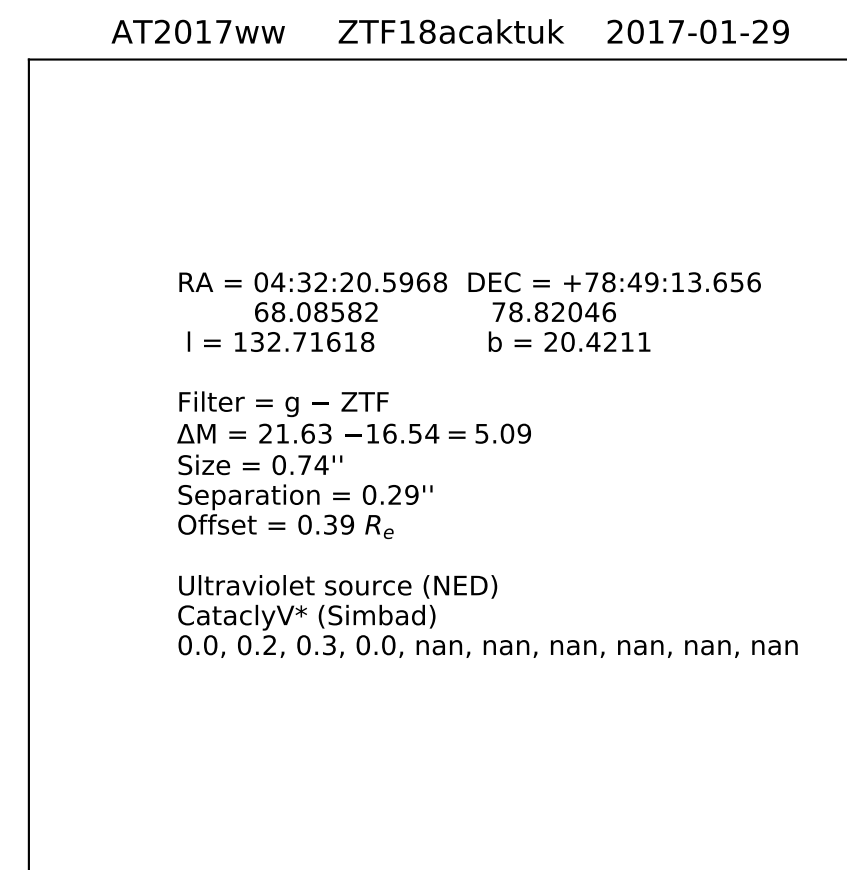 AT2017ww ZTF18acaktuk 2017-01-29
RA = 04:32:20.5968 DEC = +78:49:13.656
68.08582 78.82046
l = 132.71618 b = 20.4211
Filter = g − ZTF
ΔM = 21.63 −16.54 = 5.09
Size = 0.74''
Separation = 0.29''
Offset = 0.39 Rₑ
Ultraviolet source (NED)
CataclyV* (Simbad)
0.0, 0.2, 0.3, 0.0, nan, nan, nan, nan, nan, nan